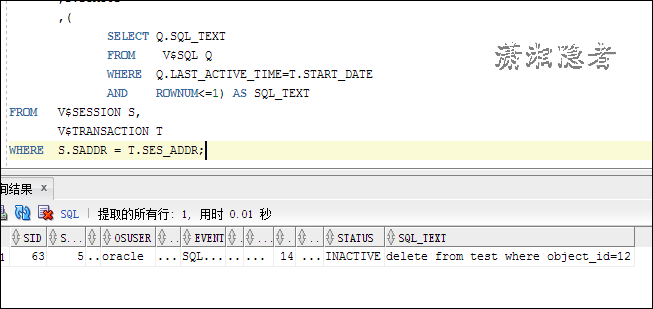 ,(
SELECT Q.SQL_TEXT
FROM V$SQL Q
WHERE Q.LAST_ACTIVE_TIME=T.START_DATE
AND ROWNUM<=1) AS SQL_TEXT
FROM V$SESSION S,
V$TRANSACTION T
WHERE S.SADDR = T.SES_ADDR;
潇湘隐者
询结果 x
SQL | 提取的所有行: 1, 用时 0.01 秒
SID S... OSUSER ... EVENT ... . ... STATUS SQL_TEXT
1 63 5 ... oracle ... SQL... ... ... 14 ... INACTIVE delete from test where object_id=12